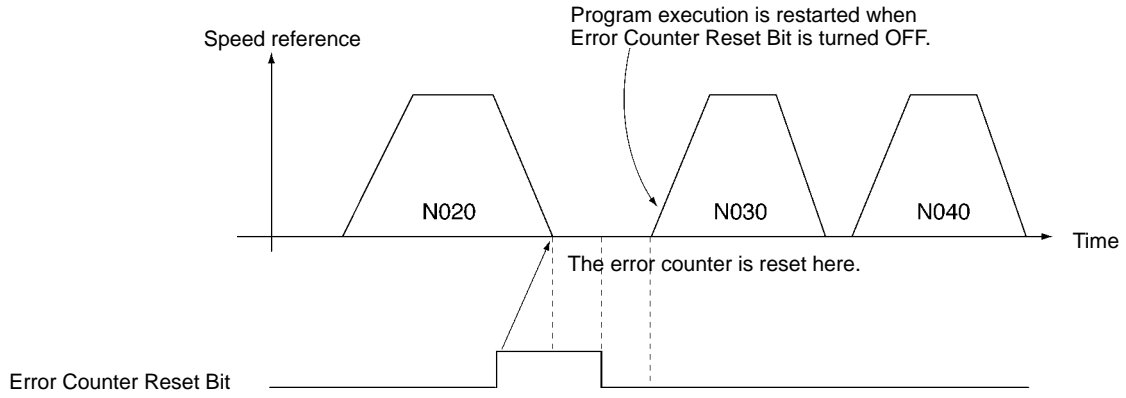 Program execution is restarted when
Error Counter Reset Bit is turned OFF.
Speed reference
N020
N030
N040
Time
The error counter is reset here.
Error Counter Reset Bit